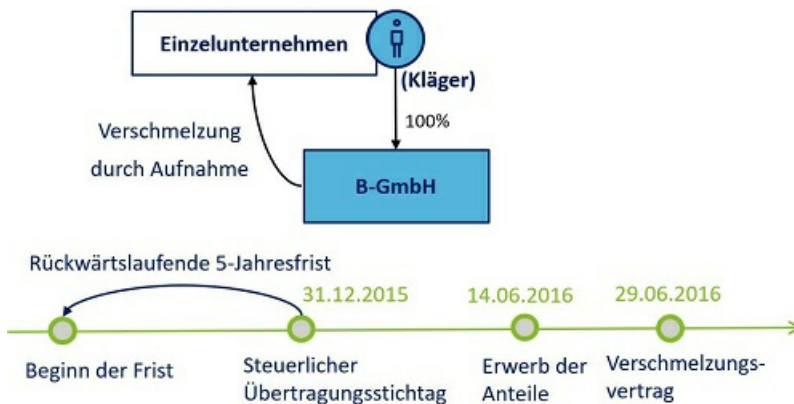 Einzelunternehmen
(Kläger)
100%
Verschmelzung
durch Aufnahme
B-GmbH
Rückwärtslaufende 5-Jahresfrist
31.12.2015
14.06.2016
29.06.2016
Beginn der Frist
Steuerlicher
Übertragungsstichtag
Erwerb der
Anteile
Verschmelzungs-
vertrag